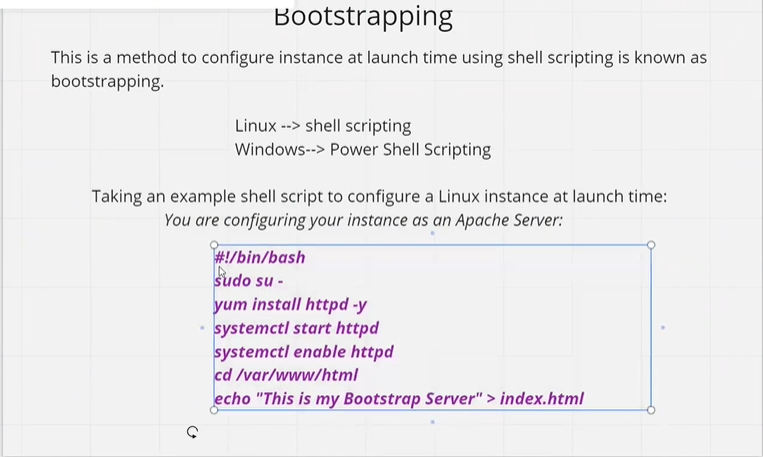 Bootstrapping
This is a method to configure instance at launch time using shell scripting is known as
bootstrapping.
Linux --> shell scripting
Windows--> Power Shell Scripting
Taking an example shell script to configure a Linux instance at launch time:
You are configuring your instance as an Apache Server:
#!/bin/bash
sudo su -
yum install httpd -y
systemctl start httpd
systemctl enable httpd
cd /var/www/html
echo "This is my Bootstrap Server" > index.html